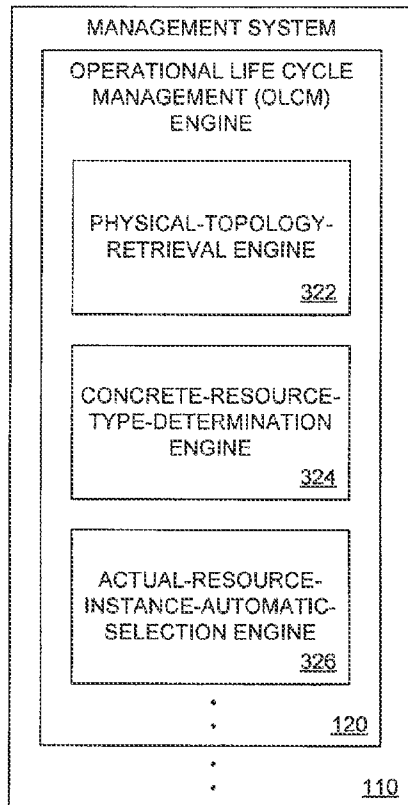 MANAGEMENT SYSTEM
OPERATIONAL LIFE CYCLE
MANAGEMENT (OLCM)
ENGINE
PHYSICAL-TOPOLOGY-
RETRIEVAL ENGINE
322
CONCRETE-RESOURCE-
TYPE-DETERMINATION
ENGINE
324
ACTUAL-RESOURCE-
INSTANCE-AUTOMATIC-
SELECTION ENGINE
326
120
110